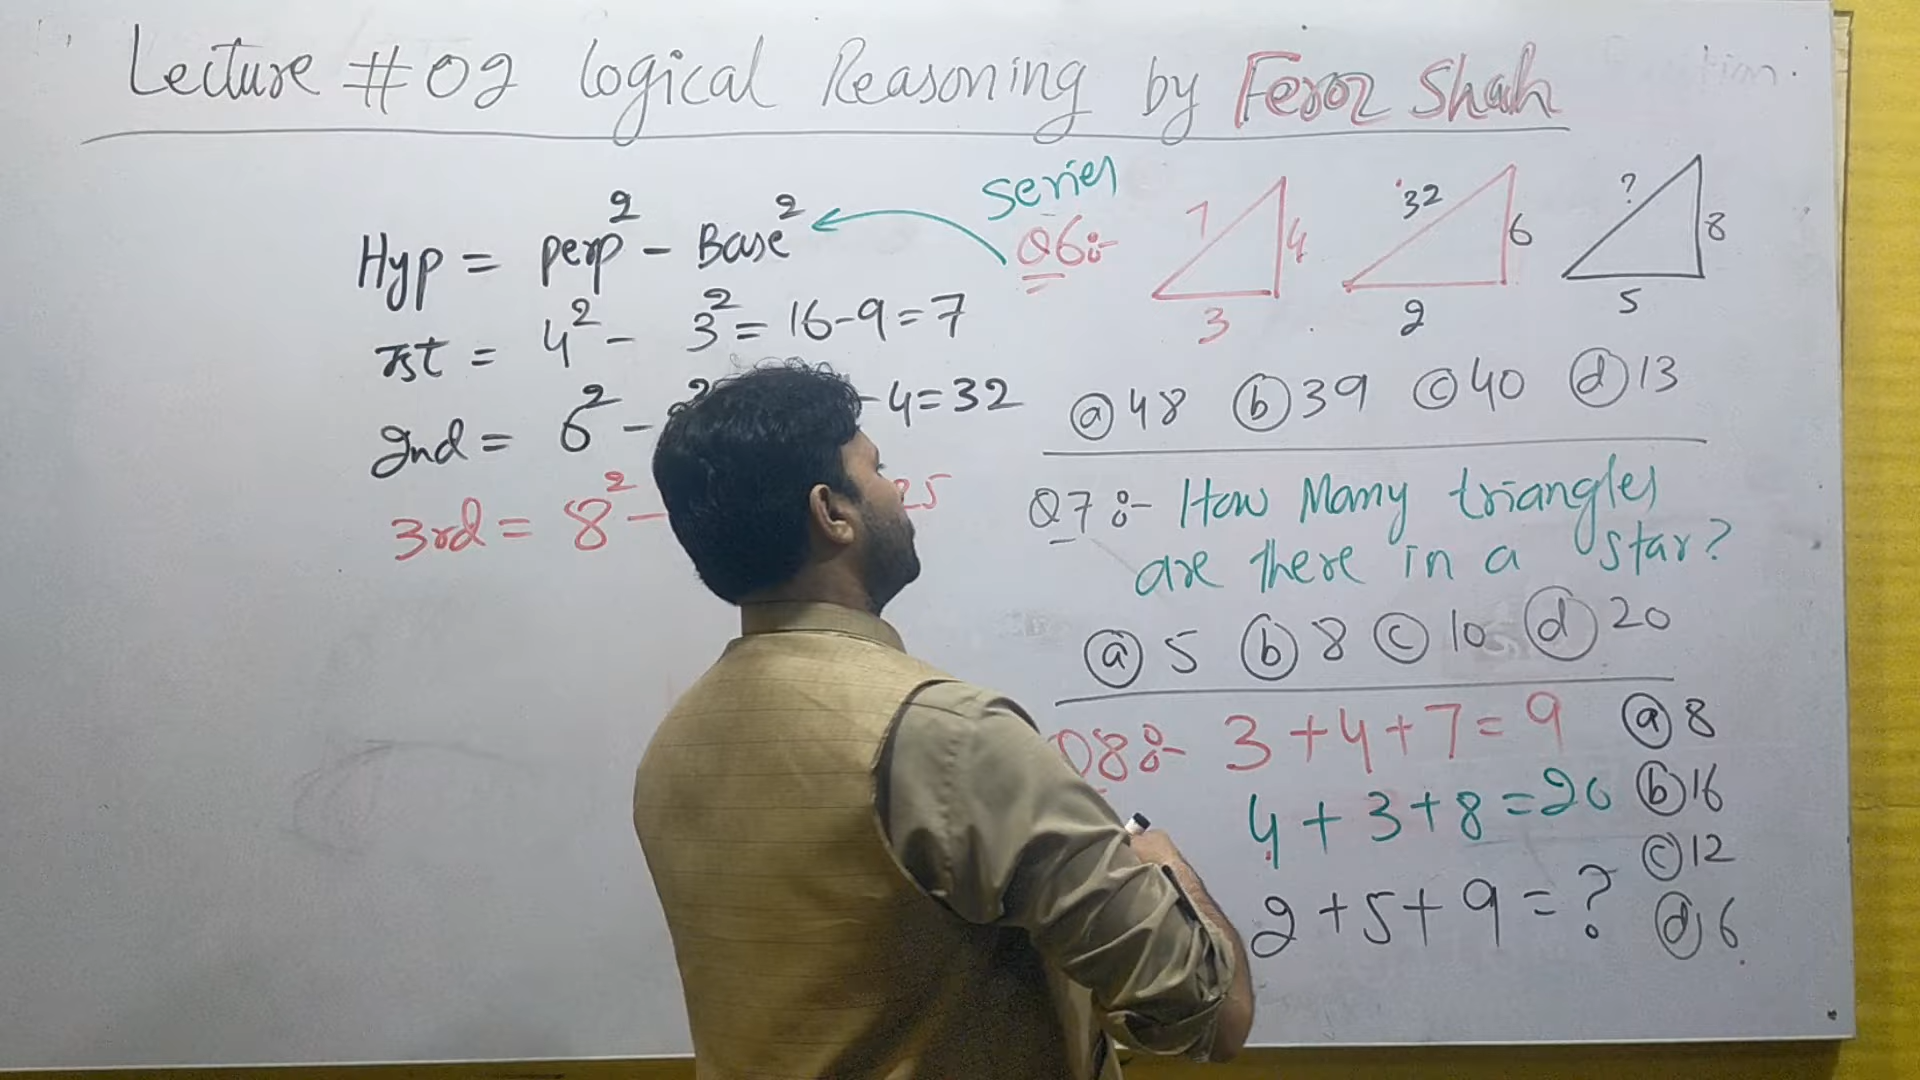 Lecture #02 Logical Reasoning by Feroz Shah
Hyp = perp² - Base²
1st = 4² - 3² = 16-9=7
2nd = 6² - 2 -4=32
3rd = 8² - 25
series
Q6:-
7 4 3
32 6 2
? 8 5
(a) 48 (b) 39 (c) 40 (d) 13
Q7:- How Many triangles
are there in a star?
(a) 5 (b) 8 (c) 10 (d) 20
Q8:- 3+4+7=9 (a) 8
4+3+8=20 (b) 16
(c) 12
2+5+9=? (d) 6